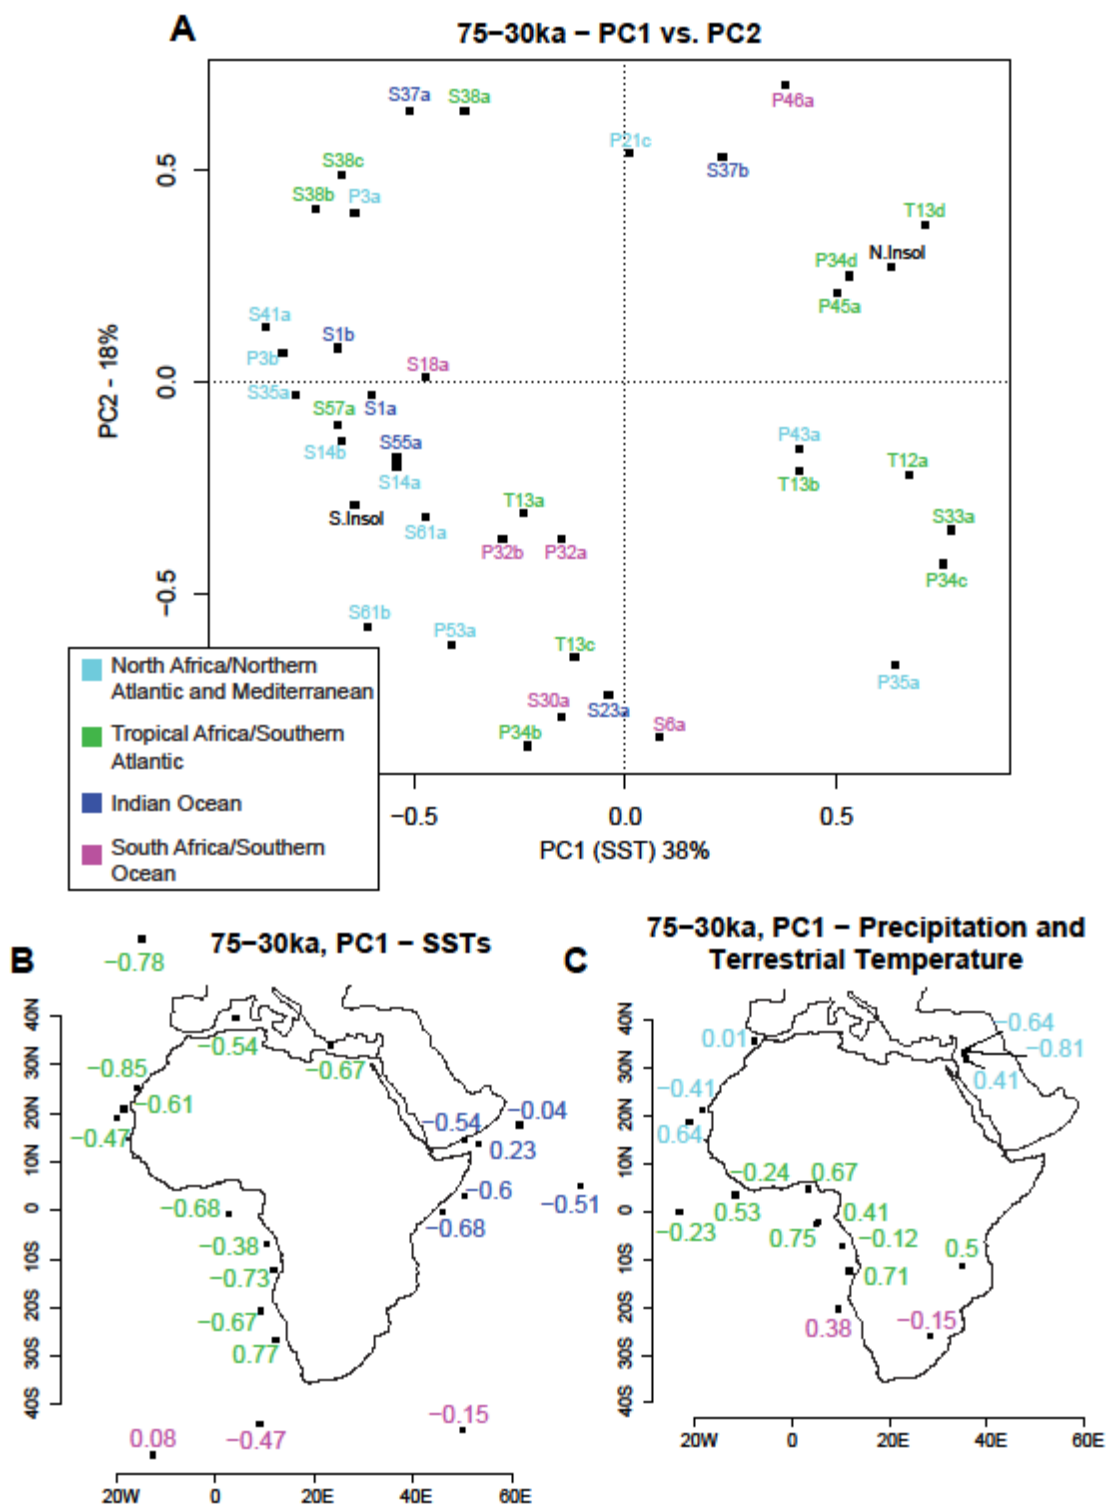 A
75−30ka − PC1 vs. PC2
S37a
S38a
P46a
P21c
S37b
S38c
S38b
P3a
T13d
N.Insol
P34d
P45a
S41a
S1b
P3b
S18a
S35a
S57a
S1a
S14b
S55a
S14a
P43a
T13b
T12a
S.Insol
S61a
T13a
P32b
P32a
S33a
P34c
S61b
P53a
T13c
P35a
S30a
S23a
S6a
P34b
0.5
0.0
−0.5
PC2 - 18%
−0.5
0.0
0.5
PC1 (SST) 38%
North Africa/Northern
Atlantic and Mediterranean
Tropical Africa/Southern
Atlantic
Indian Ocean
South Africa/Southern
Ocean
B
75−30ka, PC1 − SSTs
−0.78
−0.54
−0.67
−0.85
−0.61
−0.47
−0.54
−0.04
0.23
−0.6
−0.51
−0.68
−0.68
−0.38
−0.73
−0.67
0.77
−0.15
0.08
−0.47
40N
30N
20N
10N
0
10S
20S
30S
40S
20W
0
20E
40E
60E
C
75−30ka, PC1 − Precipitation and
Terrestrial Temperature
−0.64
0.01
−0.81
0.41
−0.41
0.64
−0.24
0.67
0.53
0.41
−0.23
0.75
−0.12
0.5
0.71
0.38
−0.15
40N
30N
20N
10N
0
10S
20S
30S
40S
20W
0
20E
40E
60E